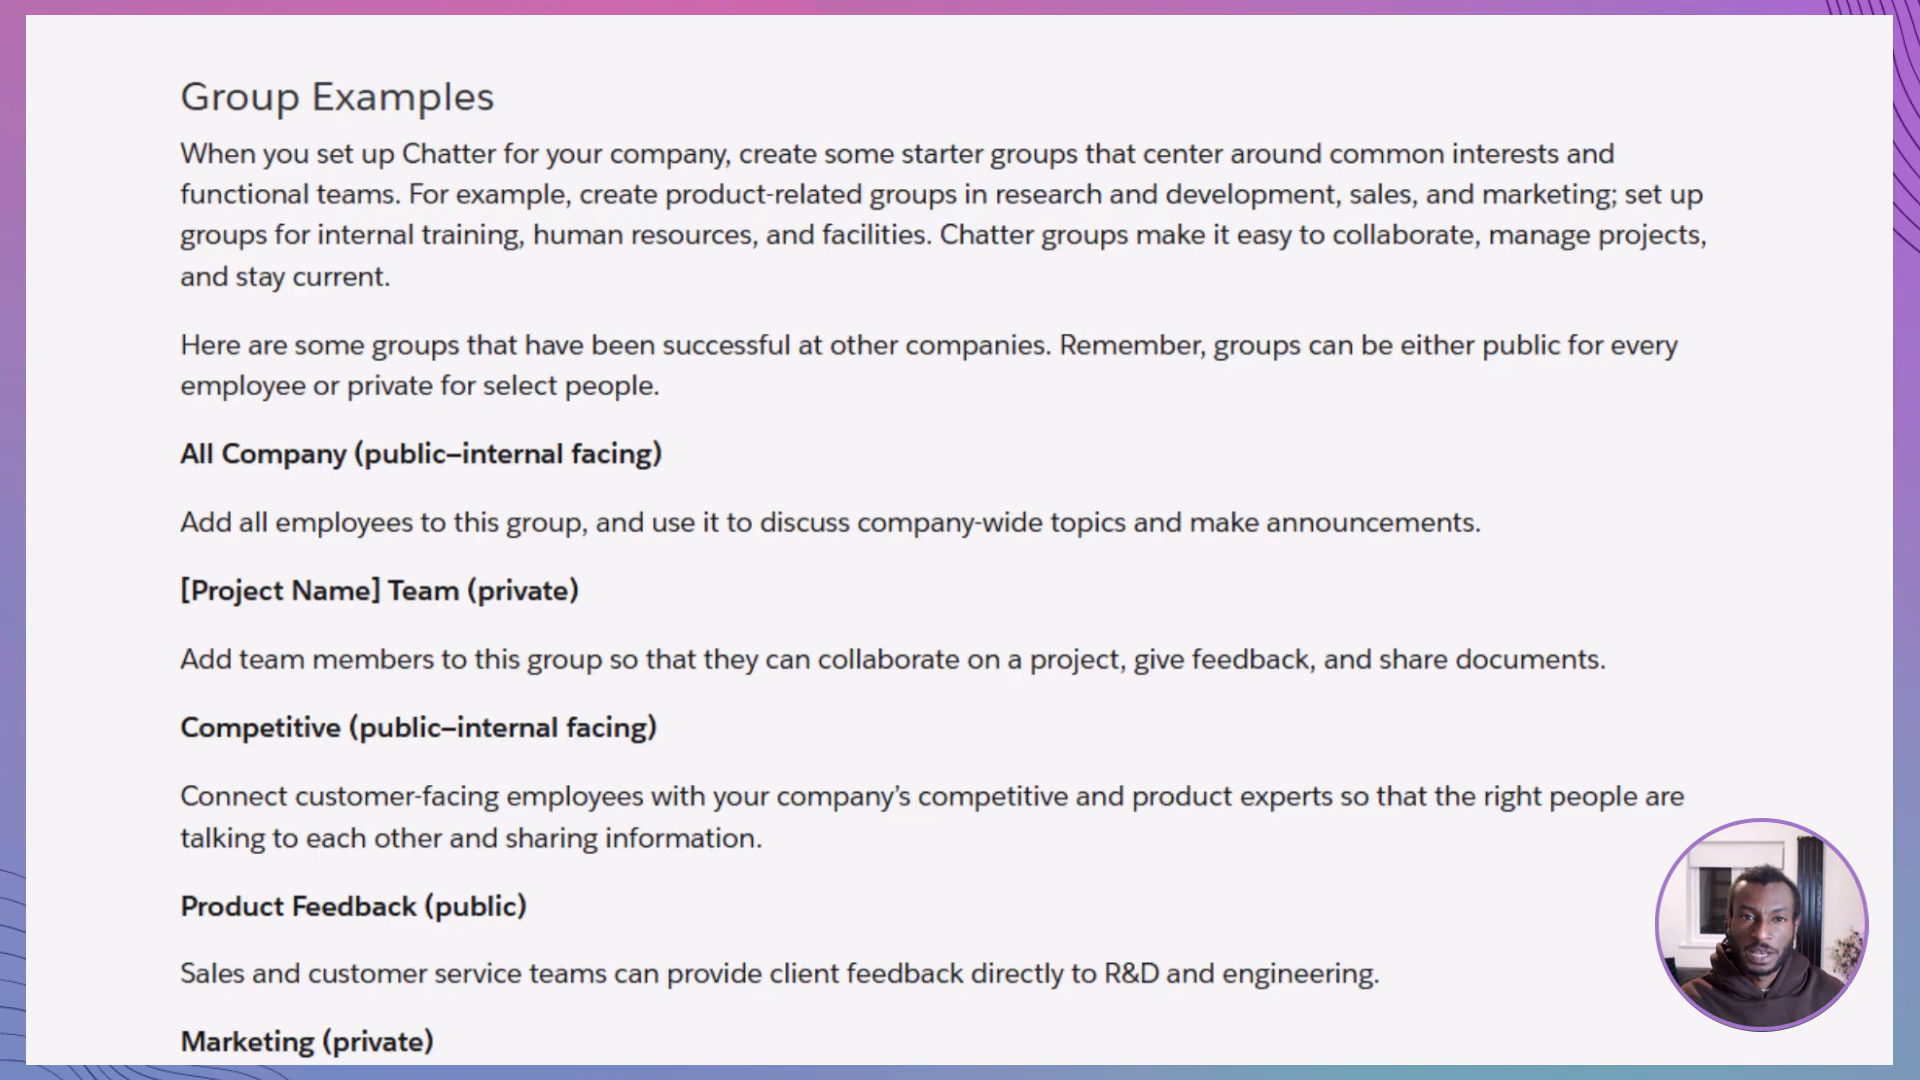 Group Examples
When you set up Chatter for your company, create some starter groups that center around common interests and
functional teams. For example, create product-related groups in research and development, sales, and marketing; set up
groups for internal training, human resources, and facilities. Chatter groups make it easy to collaborate, manage projects,
and stay current.
Here are some groups that have been successful at other companies. Remember, groups can be either public for every
employee or private for select people.
All Company (public–internal facing)
Add all employees to this group, and use it to discuss company-wide topics and make announcements.
[Project Name] Team (private)
Add team members to this group so that they can collaborate on a project, give feedback, and share documents.
Competitive (public–internal facing)
Connect customer-facing employees with your company’s competitive and product experts so that the right people are
talking to each other and sharing information.
Product Feedback (public)
Sales and customer service teams can provide client feedback directly to R&D and engineering.
Marketing (private)